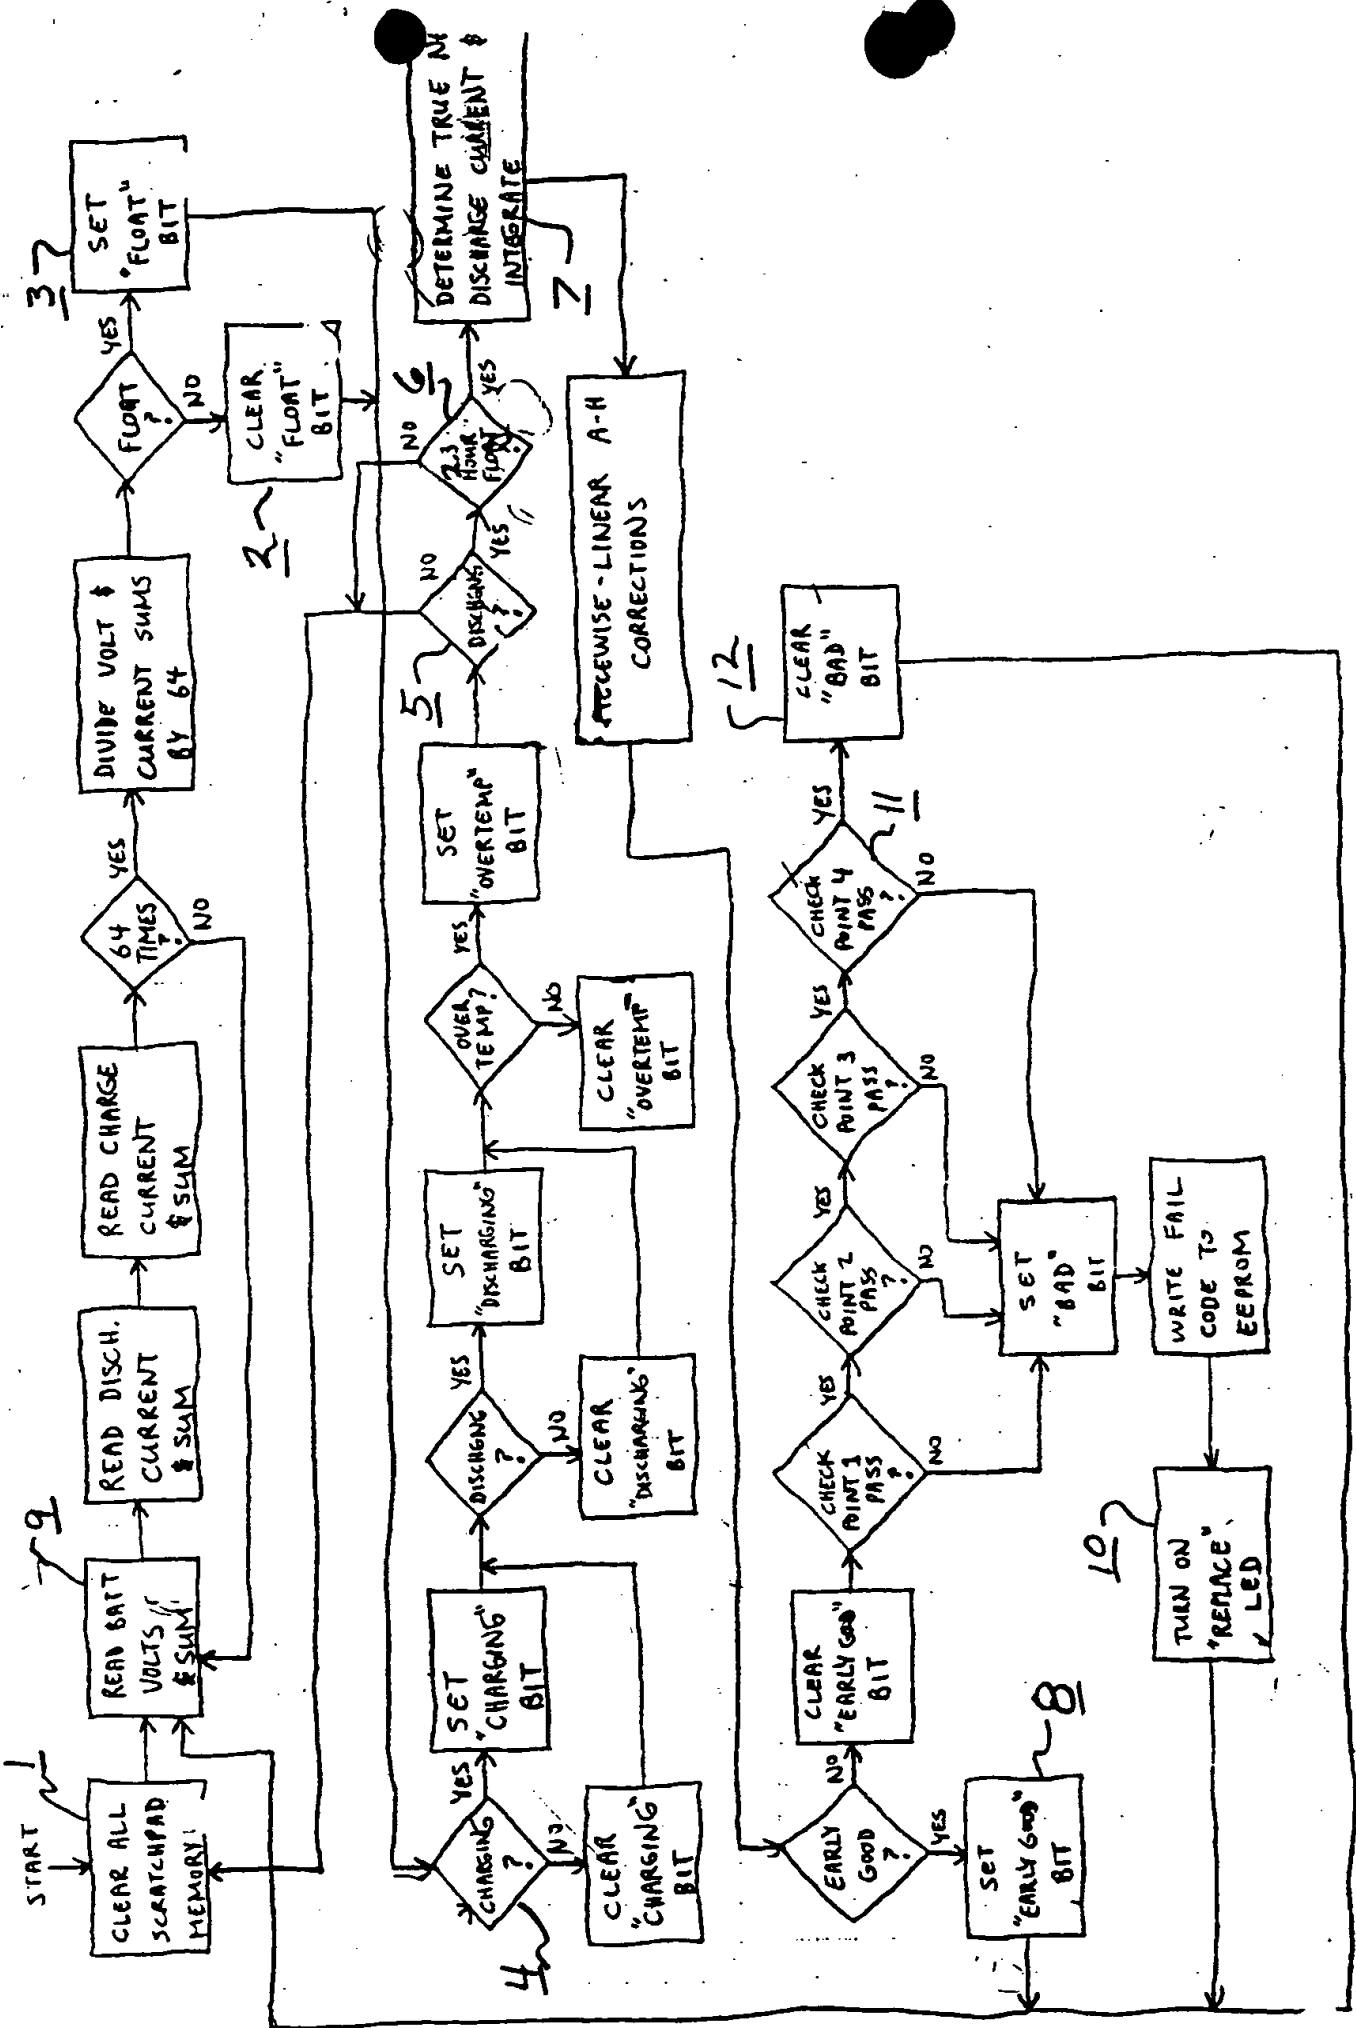 START
1
CLEAR ALL
SCRATCHPAD
MEMORY
9
READ BATT
VOLTS
& SUM
READ DISCH.
CURRENT
& SUM
READ CHARGE
CURRENT
& SUM
64
TIMES
?
YES
NO
DIVIDE VOLT &
CURRENT SUMS
BY 64
FLOAT
?
YES
NO
3
SET
"FLOAT"
BIT
2
CLEAR
"FLOAT"
BIT
4
CHARGING
?
YES
NO
SET
"CHARGING"
BIT
CLEAR
"CHARGING"
BIT
DISCHGNG
?
YES
NO
SET
"DISCHARGING"
BIT
CLEAR
"DISCHARGING"
BIT
OVER
TEMP?
YES
NO
SET
"OVERTEMP"
BIT
CLEAR
"OVERTEMP"
BIT
5
DISCHGNG
?
NO
YES
6
23
HOUR
FLOAT
?
NO
YES
DETERMINE TRUE
DISCHARGE CURRENT &
INTEGRATE
7
PIECEWISE-LINEAR A-H
CORRECTIONS
EARLY
GOOD
?
NO
YES
CLEAR
"EARLY GOOD"
BIT
8
SET
"EARLY GOOD"
BIT
CHECK
POINT 1
PASS
?
YES
NO
CHECK
POINT 2
PASS
?
YES
NO
CHECK
POINT 3
PASS
?
YES
NO
CHECK
POINT 4
PASS
?
YES
NO
11
12
CLEAR
"BAD"
BIT
SET
"BAD"
BIT
WRITE FAIL
CODE TO
EEPROM
10
TURN ON
"REPLACE"
LED